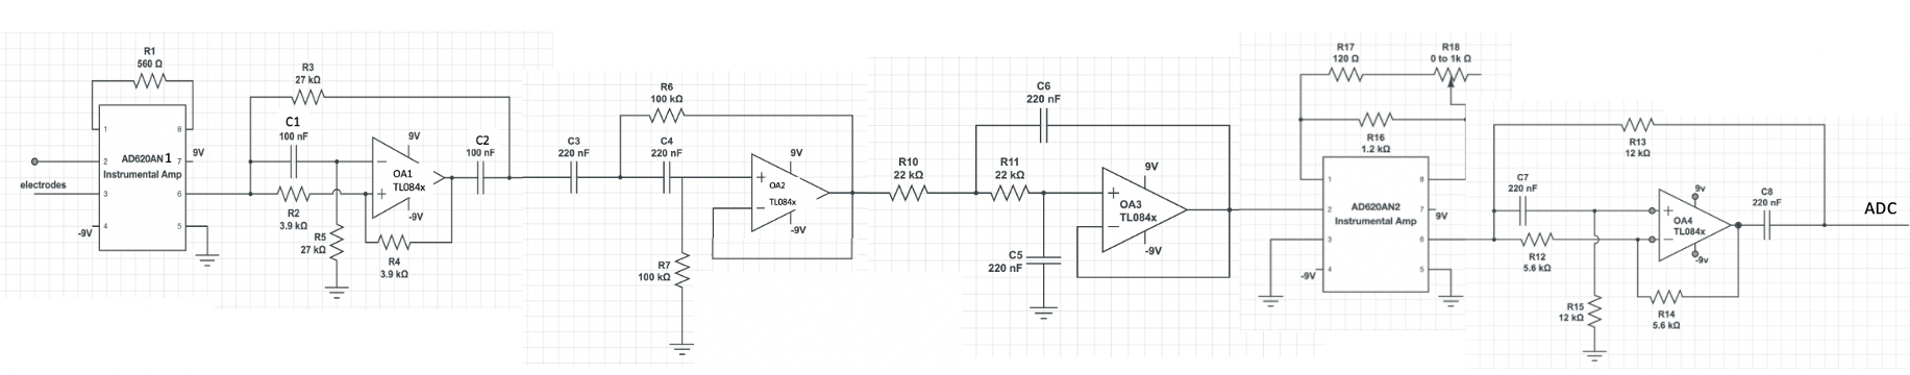 R1
560 Ω
1
8
AD620AN 1
Instrumental Amp
2
7
9V
electrodes
3
6
-9V
4
5
R3
27 kΩ
C1
100 nF
R2
3.9 kΩ
R5
27 kΩ
9V
OA1
TL084x
-9V
R4
3.9 kΩ
C2
100 nF
C3
220 nF
R6
100 kΩ
C4
220 nF
R7
100 kΩ
9V
OA2
TL084x
-9V
R10
22 kΩ
R11
22 kΩ
C6
220 nF
C5
220 nF
9V
OA3
TL084x
-9V
R17
120 Ω
R18
0 to 1k Ω
R16
1.2 kΩ
1
8
AD620AN2
Instrumental Amp
2
7
9V
3
6
-9V
4
5
R13
12 kΩ
C7
220 nF
R12
5.6 kΩ
R15
12 kΩ
9v
OA4
TL084x
-9v
R14
5.6 kΩ
C8
220 nF
ADC